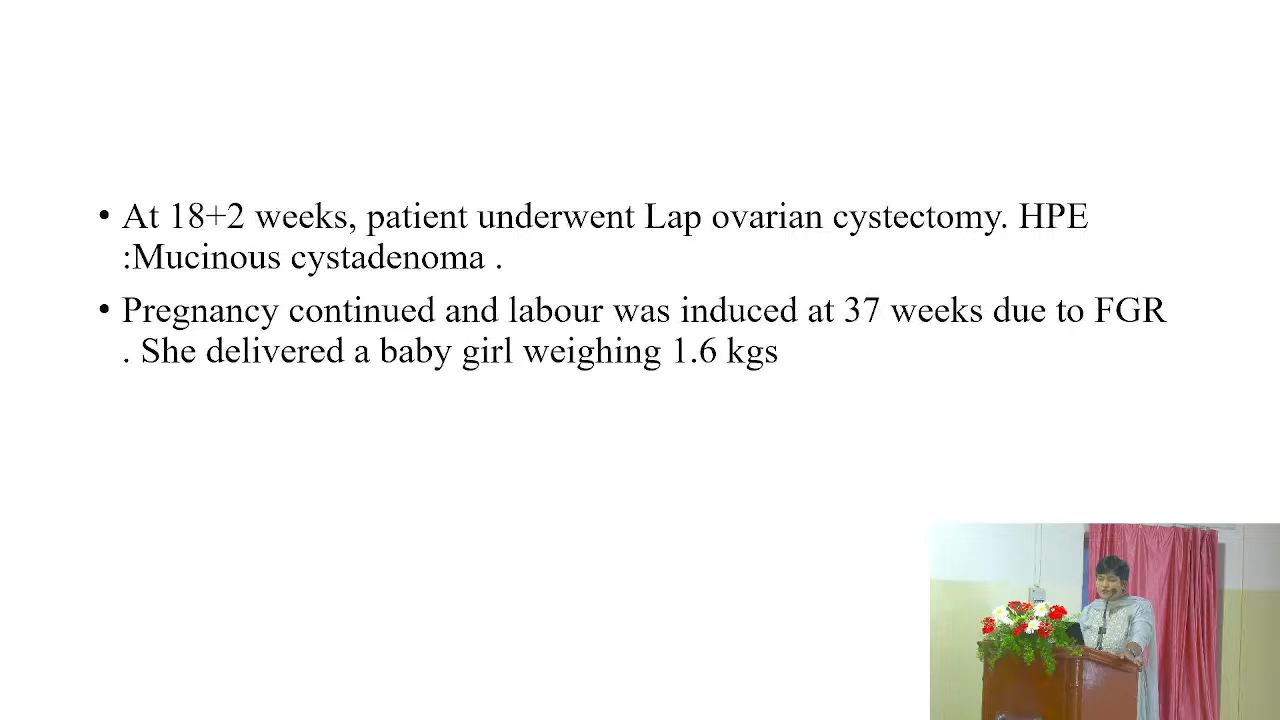 • At 18+2 weeks, patient underwent Lap ovarian cystectomy. HPE
:Mucinous cystadenoma .
• Pregnancy continued and labour was induced at 37 weeks due to FGR
. She delivered a baby girl weighing 1.6 kgs